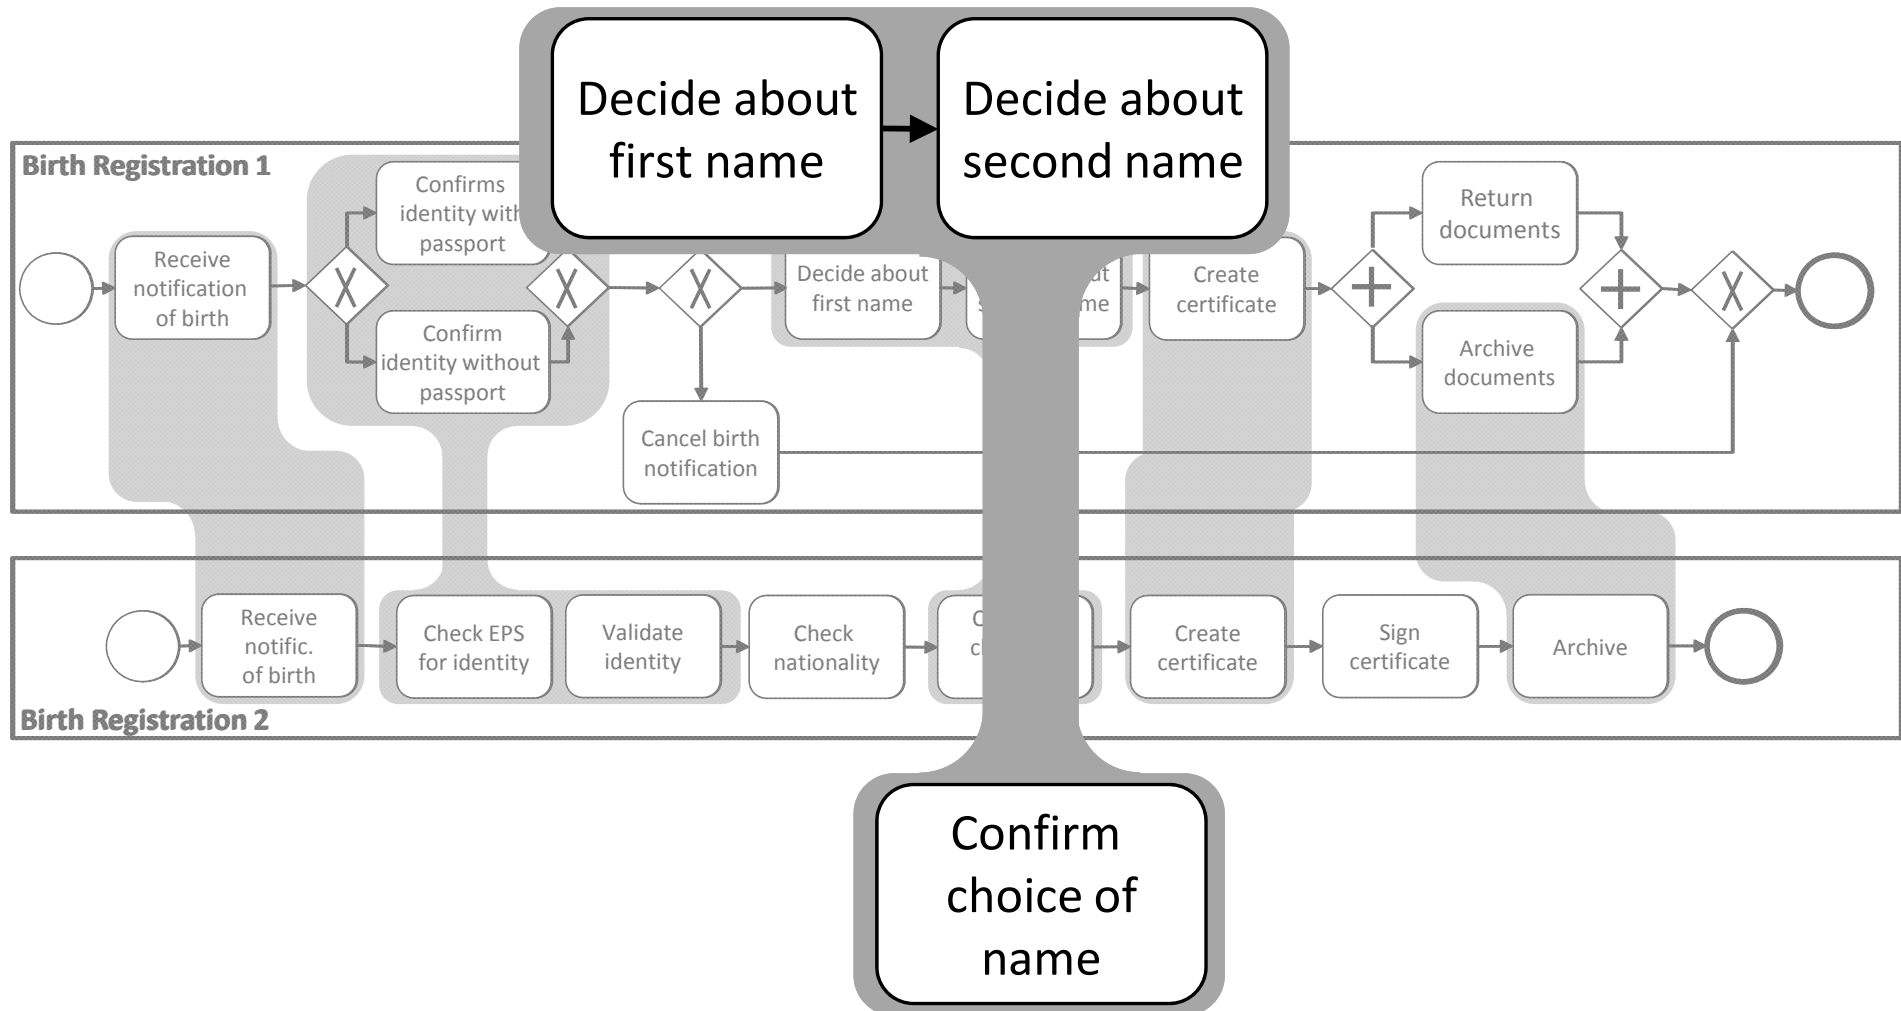 Decide about
first name
Decide about
second name
Birth Registration 1
Confirms
identity with
passport
Receive
notification
of birth
Confirm
identity without
passport
Cancel birth
notification
Decide about
first name
Create
certificate
Return
documents
Archive
documents
Receive
notific.
of birth
Check EPS
for identity
Validate
identity
Check
nationality
Create
certificate
Sign
certificate
Archive
Birth Registration 2
Confirm
choice of
name